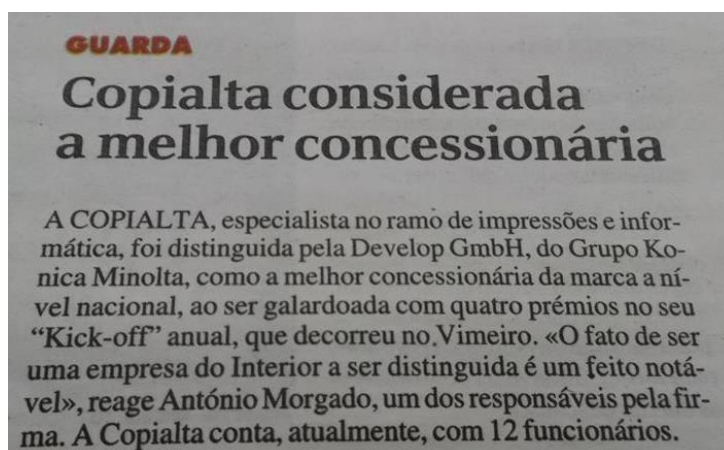 GUARDA
Copialta considerada
a melhor concessionária
A COPIALTA, especialista no ramo de impressões e infor-
mática, foi distinguida pela Develop GmbH, do Grupo Ko-
nica Minolta, como a melhor concessionária da marca a ní-
vel nacional, ao ser galardoada com quatro prémios no seu
“Kick-off” anual, que decorreu no Vimeiro. «O fato de ser
uma empresa do Interior a ser distinguida é um feito notá-
vel», reage António Morgado, um dos responsáveis pela fir-
ma. A Copialta conta, atualmente, com 12 funcionários.